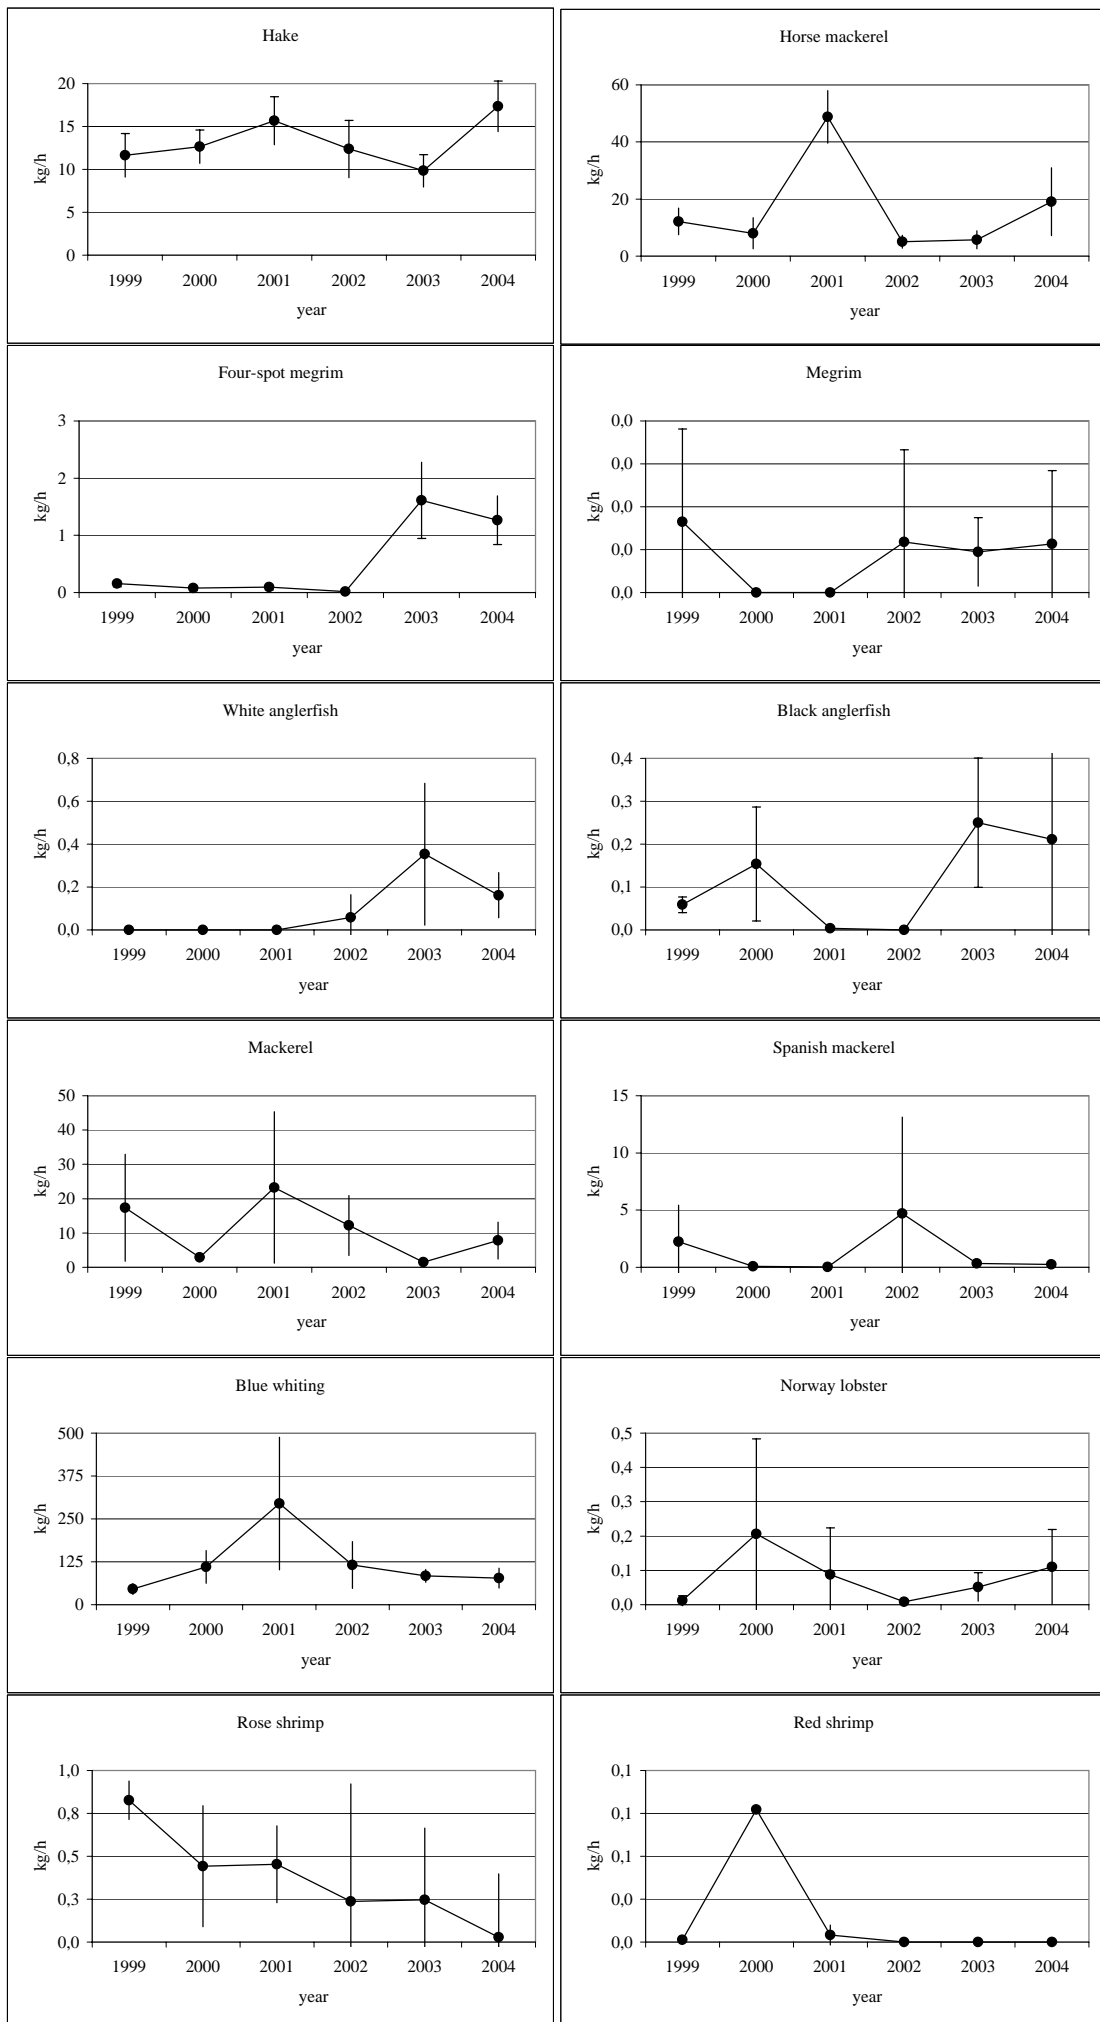 Hake
20
15
10
5
0
kg/h
1999 2000 2001 2002 2003 2004
year
Horse mackerel
60
40
20
0
kg/h
1999 2000 2001 2002 2003 2004
year
Four-spot megrim
3
2
1
0
kg/h
1999 2000 2001 2002 2003 2004
year
Megrim
0,0
0,0
0,0
0,0
0,0
kg/h
1999 2000 2001 2002 2003 2004
year
White anglerfish
0,8
0,6
0,4
0,2
0,0
kg/h
1999 2000 2001 2002 2003 2004
year
Black anglerfish
0,4
0,3
0,2
0,1
0,0
kg/h
1999 2000 2001 2002 2003 2004
year
Mackerel
50
40
30
20
10
0
kg/h
1999 2000 2001 2002 2003 2004
year
Spanish mackerel
15
10
5
0
kg/h
1999 2000 2001 2002 2003 2004
year
Blue whiting
500
375
250
125
0
kg/h
1999 2000 2001 2002 2003 2004
year
Norway lobster
0,5
0,4
0,3
0,2
0,1
0,0
kg/h
1999 2000 2001 2002 2003 2004
year
Rose shrimp
1,0
0,8
0,5
0,3
0,0
kg/h
1999 2000 2001 2002 2003 2004
year
Red shrimp
0,1
0,1
0,1
0,0
0,0
kg/h
1999 2000 2001 2002 2003 2004
year